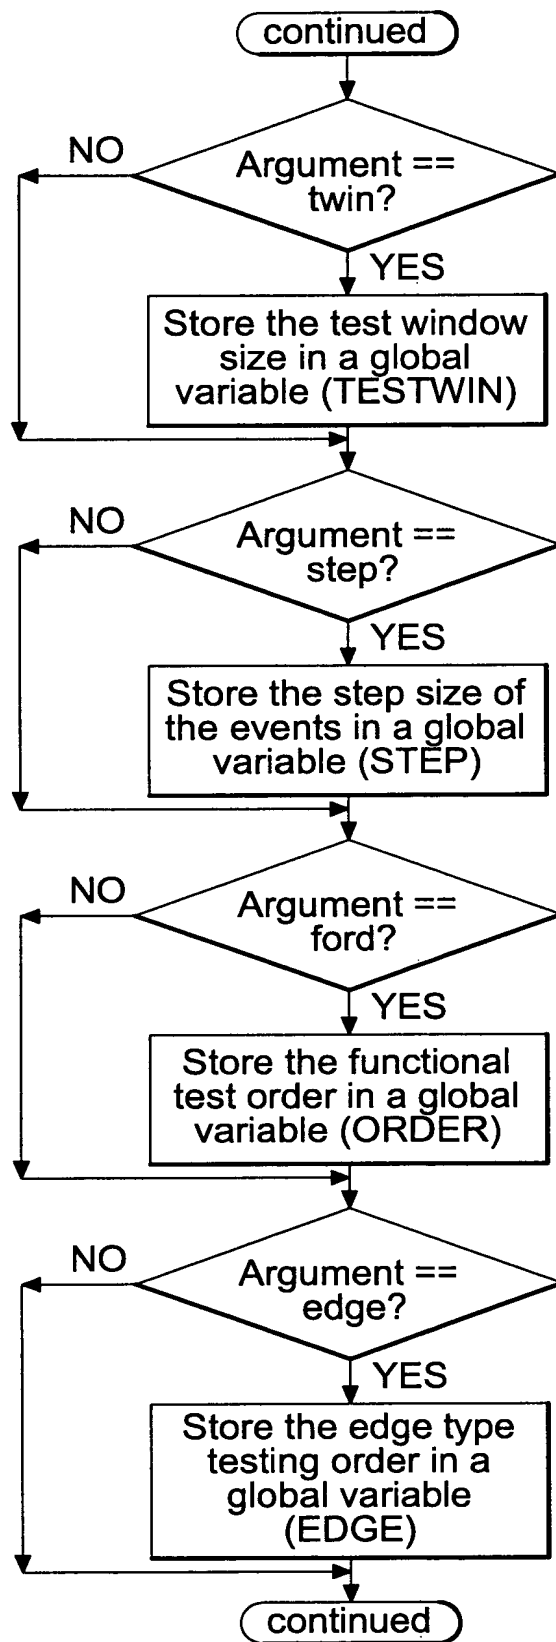 continued
NO
Argument ==
twin?
YES
Store the test window
size in a global
variable (TESTWIN)
NO
Argument ==
step?
YES
Store the step size of
the events in a global
variable (STEP)
NO
Argument ==
ford?
YES
Store the functional
test order in a global
variable (ORDER)
NO
Argument ==
edge?
YES
Store the edge type
testing order in a
global variable
(EDGE)
continued